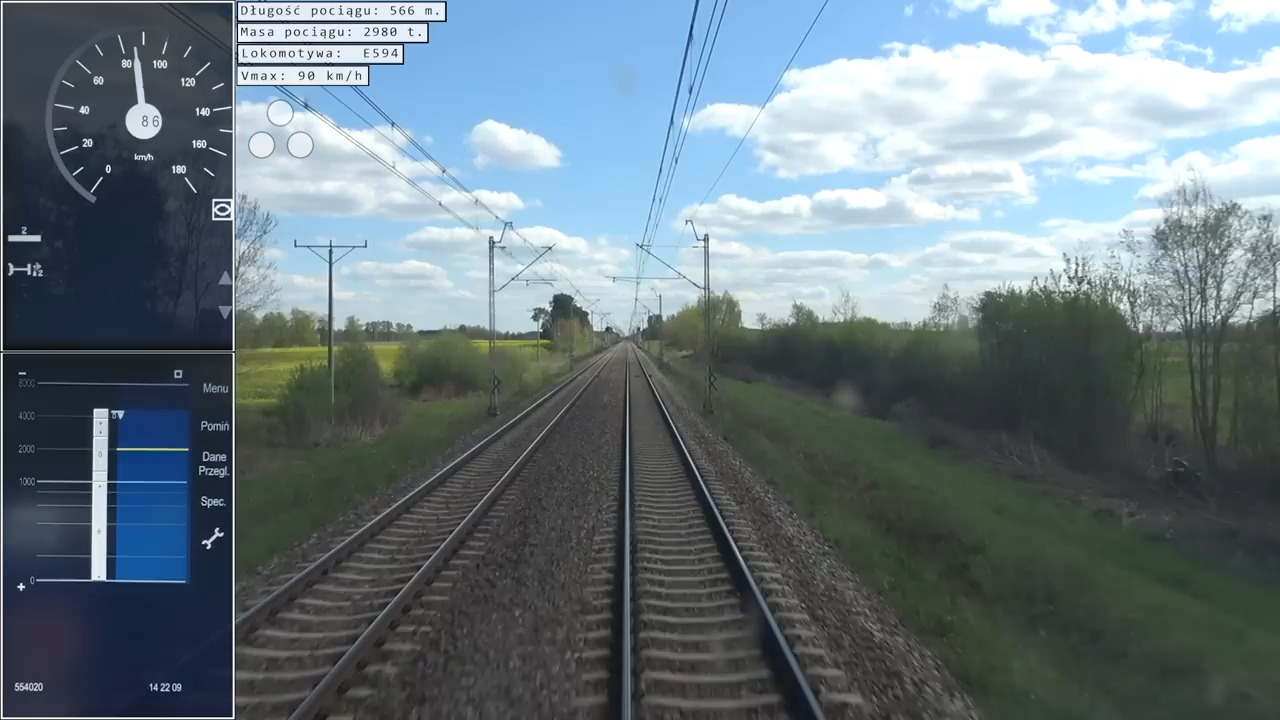 Długość pociągu: 566 m.
Masa pociągu: 2980 t.
Lokomotywa: E594
Vmax: 90 km/h
0
20
40
60
80
100
120
140
160
180
86
km/h
2
8000
4000
2000
1000
0
Menu
Pomiń
Dane
Przegl.
Spec.
554020
14 22 09